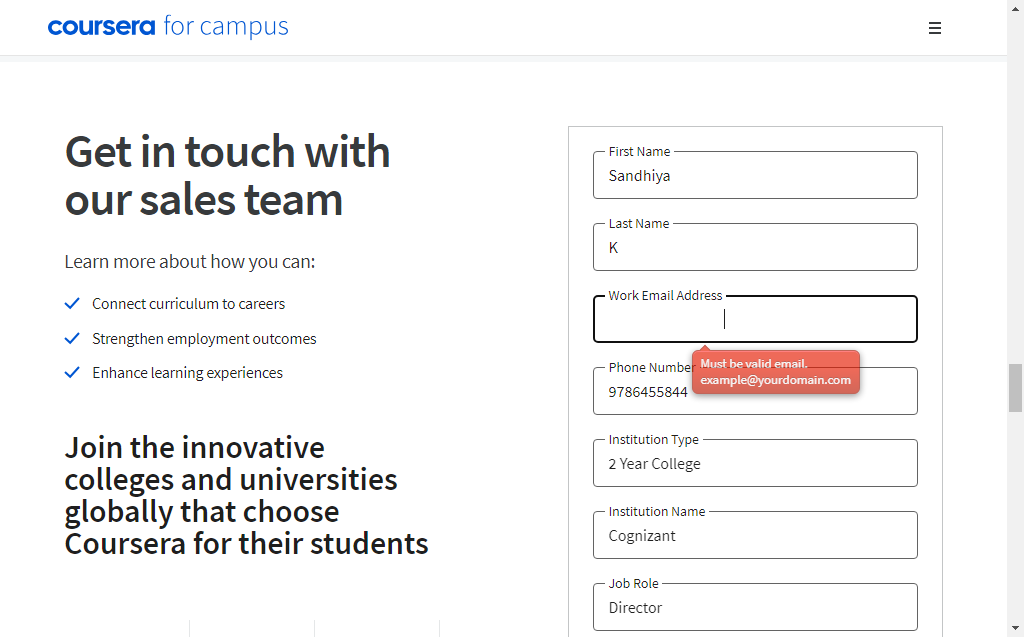 coursera for campus
Get in touch with
our sales team
Learn more about how you can:
Connect curriculum to careers
Strengthen employment outcomes
Enhance learning experiences
Join the innovative
colleges and universities
globally that choose
Coursera for their students
First Name
Sandhiya
Last Name
K
Work Email Address
Must be valid email.
example@yourdomain.com
Phone Number
9786455844
Institution Type
2 Year College
Institution Name
Cognizant
Job Role
Director